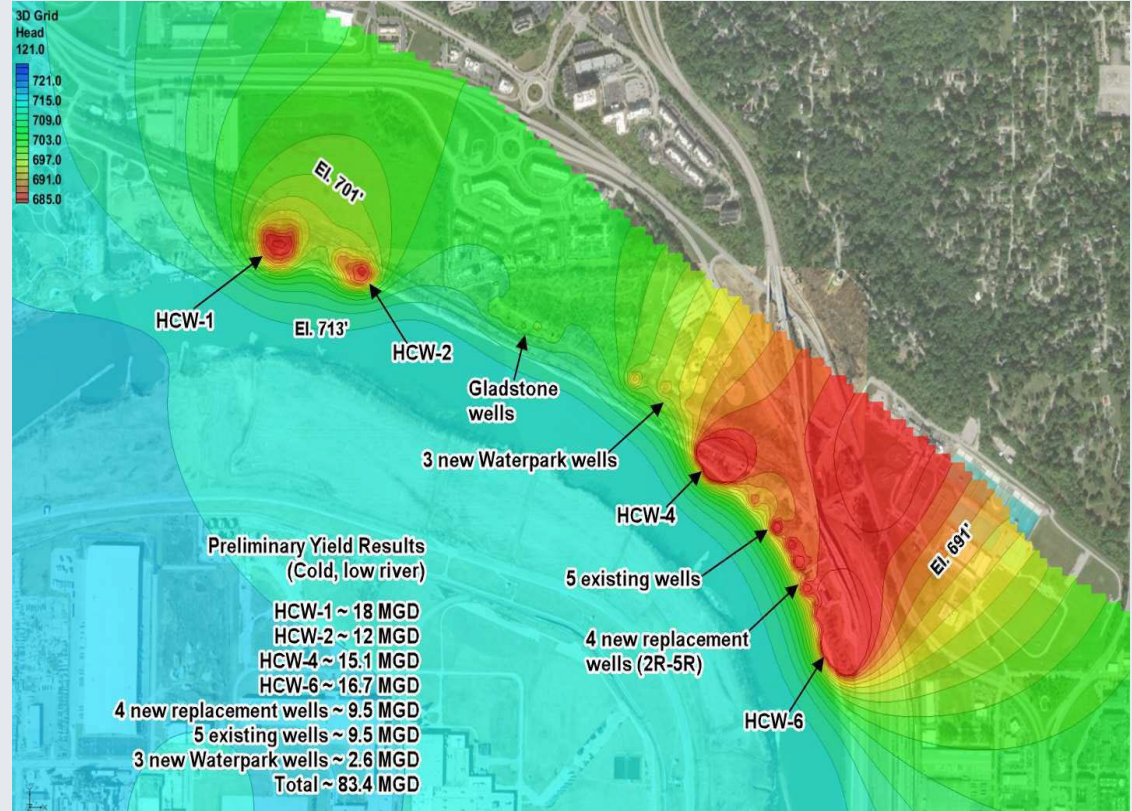 3D Grid
Head
121.0
721.0
715.0
709.0
703.0
697.0
691.0
685.0
El. 701'
HCW-1
El. 713'
HCW-2
Gladstone
wells
3 new Waterpark wells
HCW-4
El. 691'
5 existing wells
4 new replacement
wells (2R-5R)
HCW-6
Preliminary Yield Results
(Cold, low river)
HCW-1 ~ 18 MGD
HCW-2 ~ 12 MGD
HCW-4 ~ 15.1 MGD
HCW-6 ~ 16.7 MGD
4 new replacement wells ~ 9.5 MGD
5 existing wells ~ 9.5 MGD
3 new Waterpark wells ~ 2.6 MGD
Total ~ 83.4 MGD